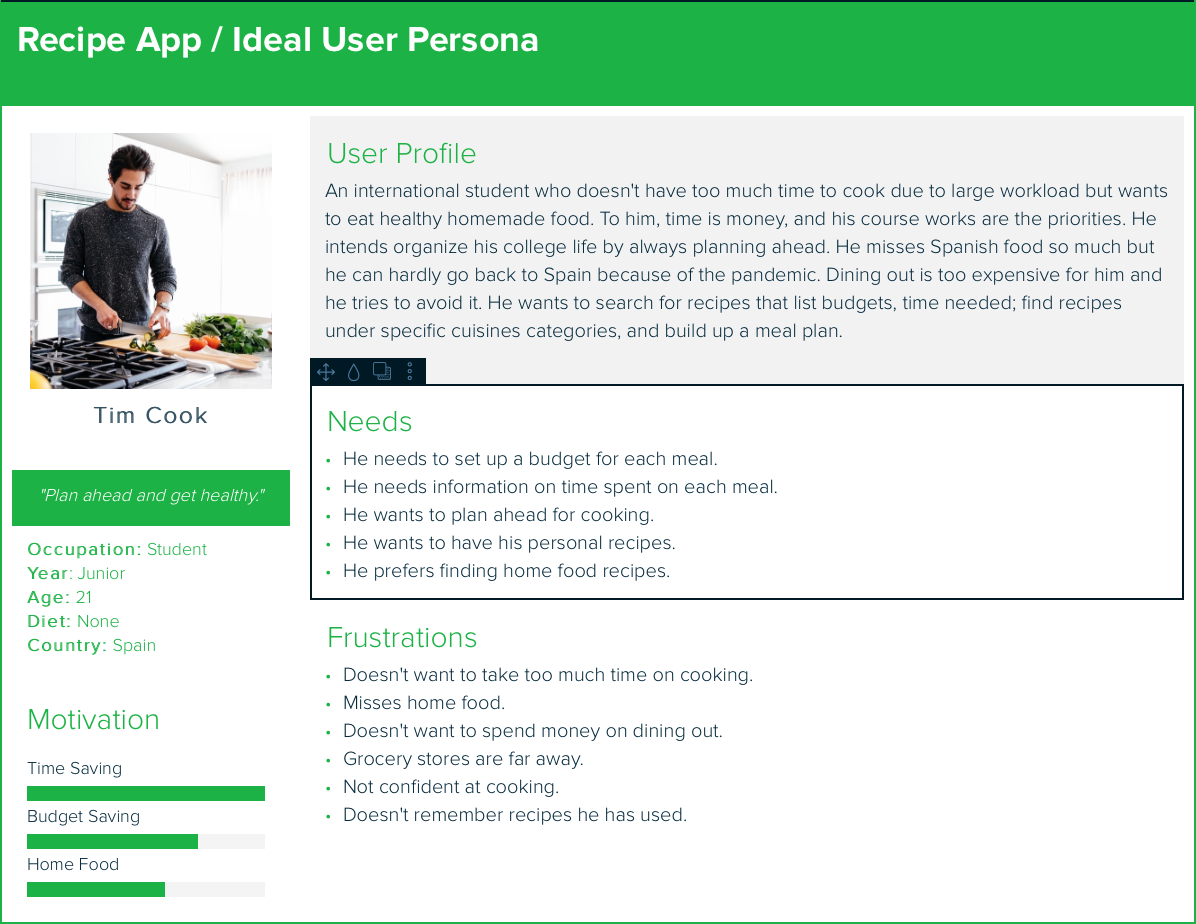 Recipe App / Ideal User Persona
Tim Cook
"Plan ahead and get healthy."
Occupation: Student
Year: Junior
Age: 21
Diet: None
Country: Spain
Motivation
Time Saving
Budget Saving
Home Food
User Profile
An international student who doesn't have too much time to cook due to large workload but wants
to eat healthy homemade food. To him, time is money, and his course works are the priorities. He
intends organize his college life by always planning ahead. He misses Spanish food so much but
he can hardly go back to Spain because of the pandemic. Dining out is too expensive for him and
he tries to avoid it. He wants to search for recipes that list budgets, time needed; find recipes
under specific cuisines categories, and build up a meal plan.
Needs
• He needs to set up a budget for each meal.
• He needs information on time spent on each meal.
• He wants to plan ahead for cooking.
• He wants to have his personal recipes.
• He prefers finding home food recipes.
Frustrations
• Doesn't want to take too much time on cooking.
• Misses home food.
• Doesn't want to spend money on dining out.
• Grocery stores are far away.
• Not confident at cooking.
• Doesn't remember recipes he has used.